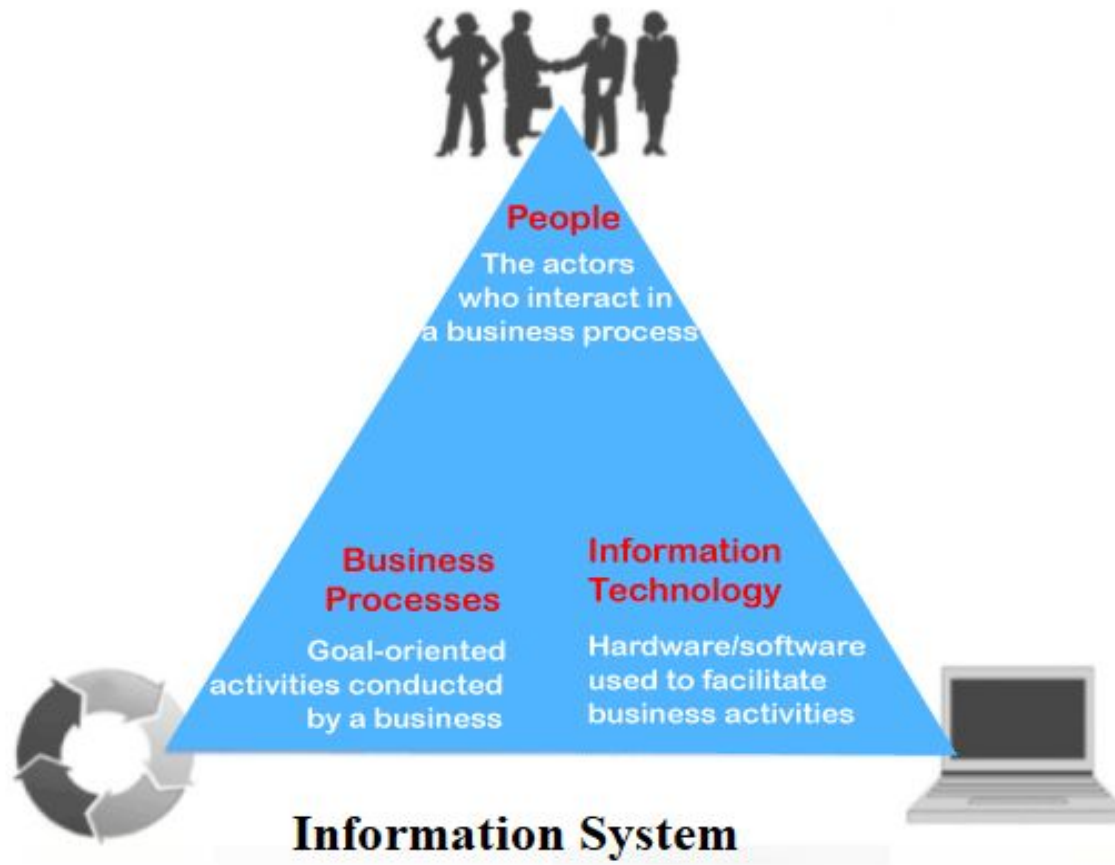 People
The actors
who interact in
a business process
Business
Processes
Goal-oriented
activities conducted
by a business
Information
Technology
Hardware/software
used to facilitate
business activities
Information System